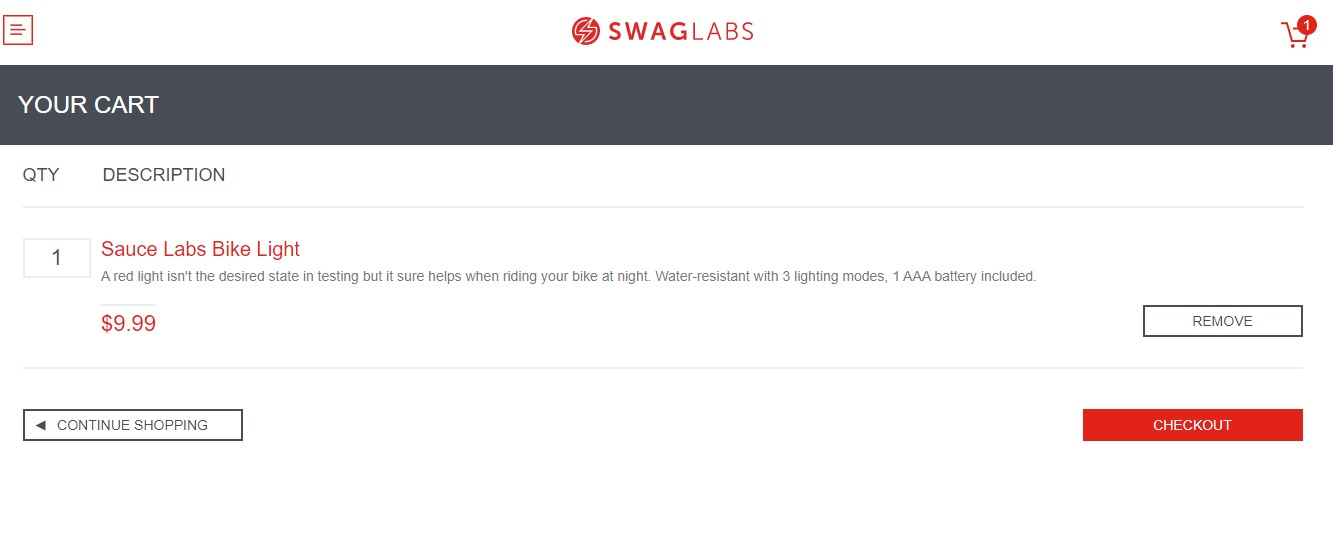 SWAGLABS
1
YOUR CART
QTY DESCRIPTION
1
Sauce Labs Bike Light
A red light isn't the desired state in testing but it sure helps when riding your bike at night. Water-resistant with 3 lighting modes, 1 AAA battery included.
$9.99
REMOVE
CONTINUE SHOPPING
CHECKOUT